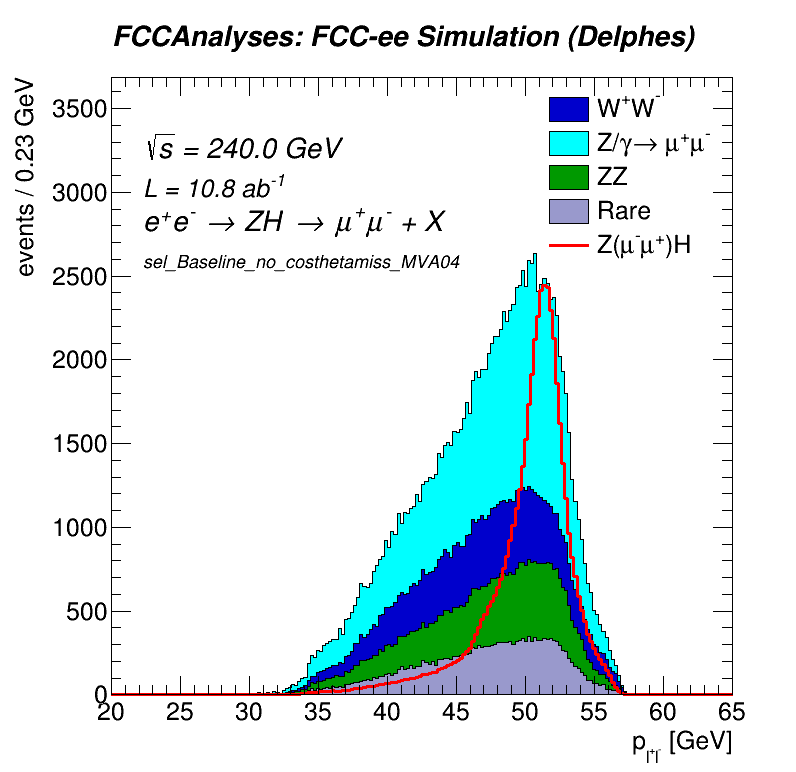 FCCAnalyses: FCC-ee Simulation (Delphes)
events / 0.23 GeV
3500
3000
2500
2000
1500
1000
500
0
√s = 240.0 GeV
L = 10.8 ab⁻¹
e⁺e⁻ → ZH → μ⁺μ⁻ + X
sel_Baseline_no_costhetamiss_MVA04
W⁺W⁻
Z/γ→ μ⁺μ⁻
ZZ
Rare
Z(μ⁻μ⁺)H
20 25 30 35 40 45 50 55 60 65
p_l⁺l⁻ [GeV]